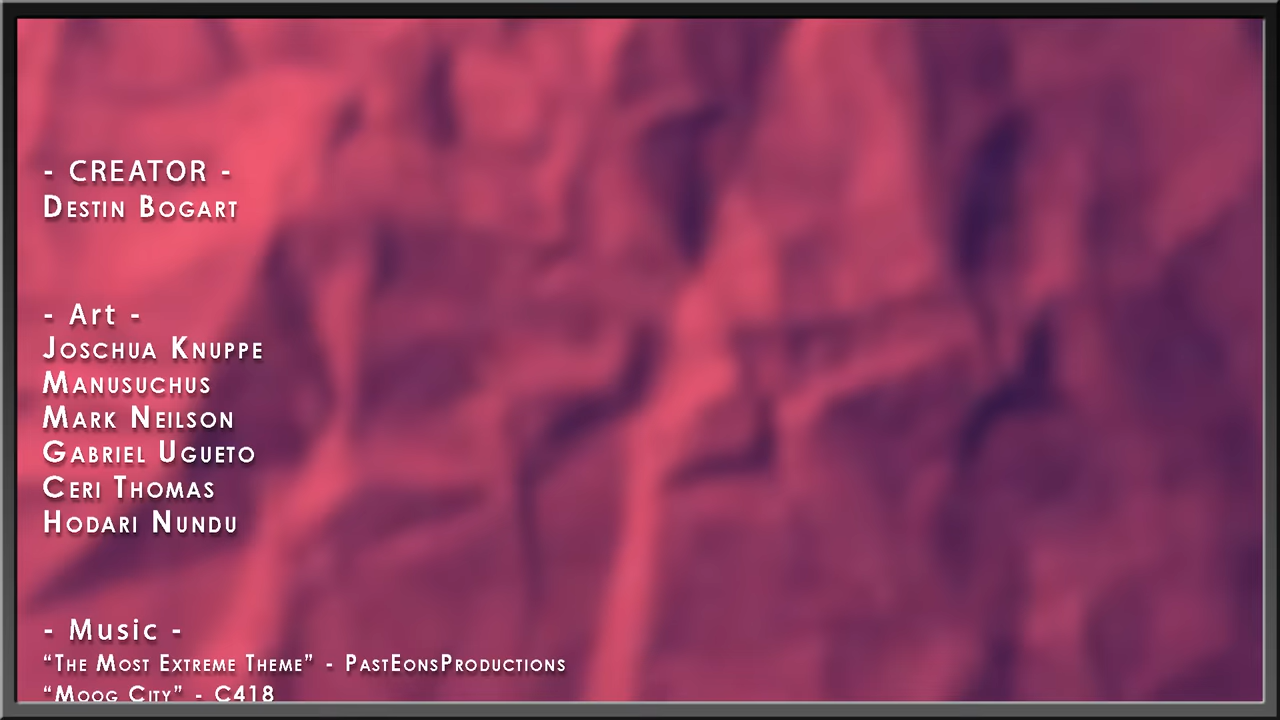 - CREATOR -
Destin Bogart
- Art -
Joschua Knuppe
Manusuchus
Mark Neilson
Gabriel Ugueto
Ceri Thomas
Hodari Nundu
- Music -
“The Most Extreme Theme” - PastEonsProductions
“Moog City” - C418